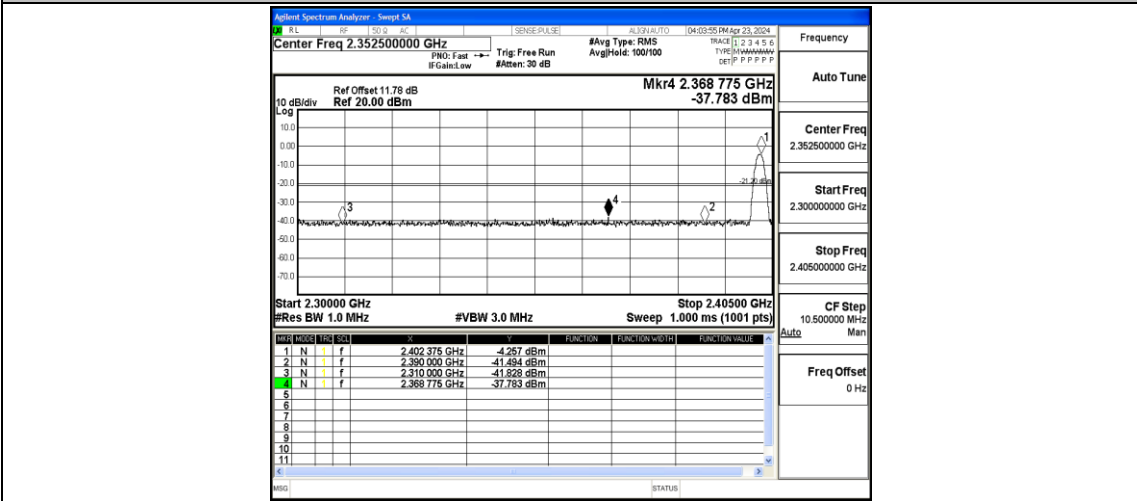 Agilent Spectrum Analyzer - Swept SA
RL RF 50 Ω AC SENSE:PULSE ALIGN AUTO 04:03:55 PM Apr 23, 2024
Center Freq 2.352500000 GHz
PNO: Fast
IFGain:Low
Trig: Free Run
#Atten: 30 dB
#Avg Type: RMS
Avg|Hold: 100/100
TRACE 1 2 3 4 5 6
TYPE MWWWWW
DET P P P P P P
Ref Offset 11.78 dB
Ref 20.00 dBm
10 dB/div
Log
Mkr4 2.368 775 GHz
-37.783 dBm
10.0
0.00
-10.0
-20.0
-30.0
-40.0
-50.0
-60.0
-70.0
1
-21.20 dBm
3
4
2
Start 2.30000 GHz
Stop 2.40500 GHz
#Res BW 1.0 MHz
#VBW 3.0 MHz
Sweep 1.000 ms (1001 pts)
MKR MODE TRC SCL X Y FUNCTION FUNCTION WIDTH FUNCTION VALUE
1 N 1 f 2.402 375 GHz -4.257 dBm
2 N 1 f 2.390 000 GHz -41.494 dBm
3 N 1 f 2.310 000 GHz -41.828 dBm
4 N 1 f 2.368 775 GHz -37.783 dBm
5
6
7
8
9
10
11
MSG
STATUS
Frequency
Auto Tune
Center Freq
2.352500000 GHz
Start Freq
2.300000000 GHz
Stop Freq
2.405000000 GHz
CF Step
10.500000 MHz
Auto Man
Freq Offset
0 Hz